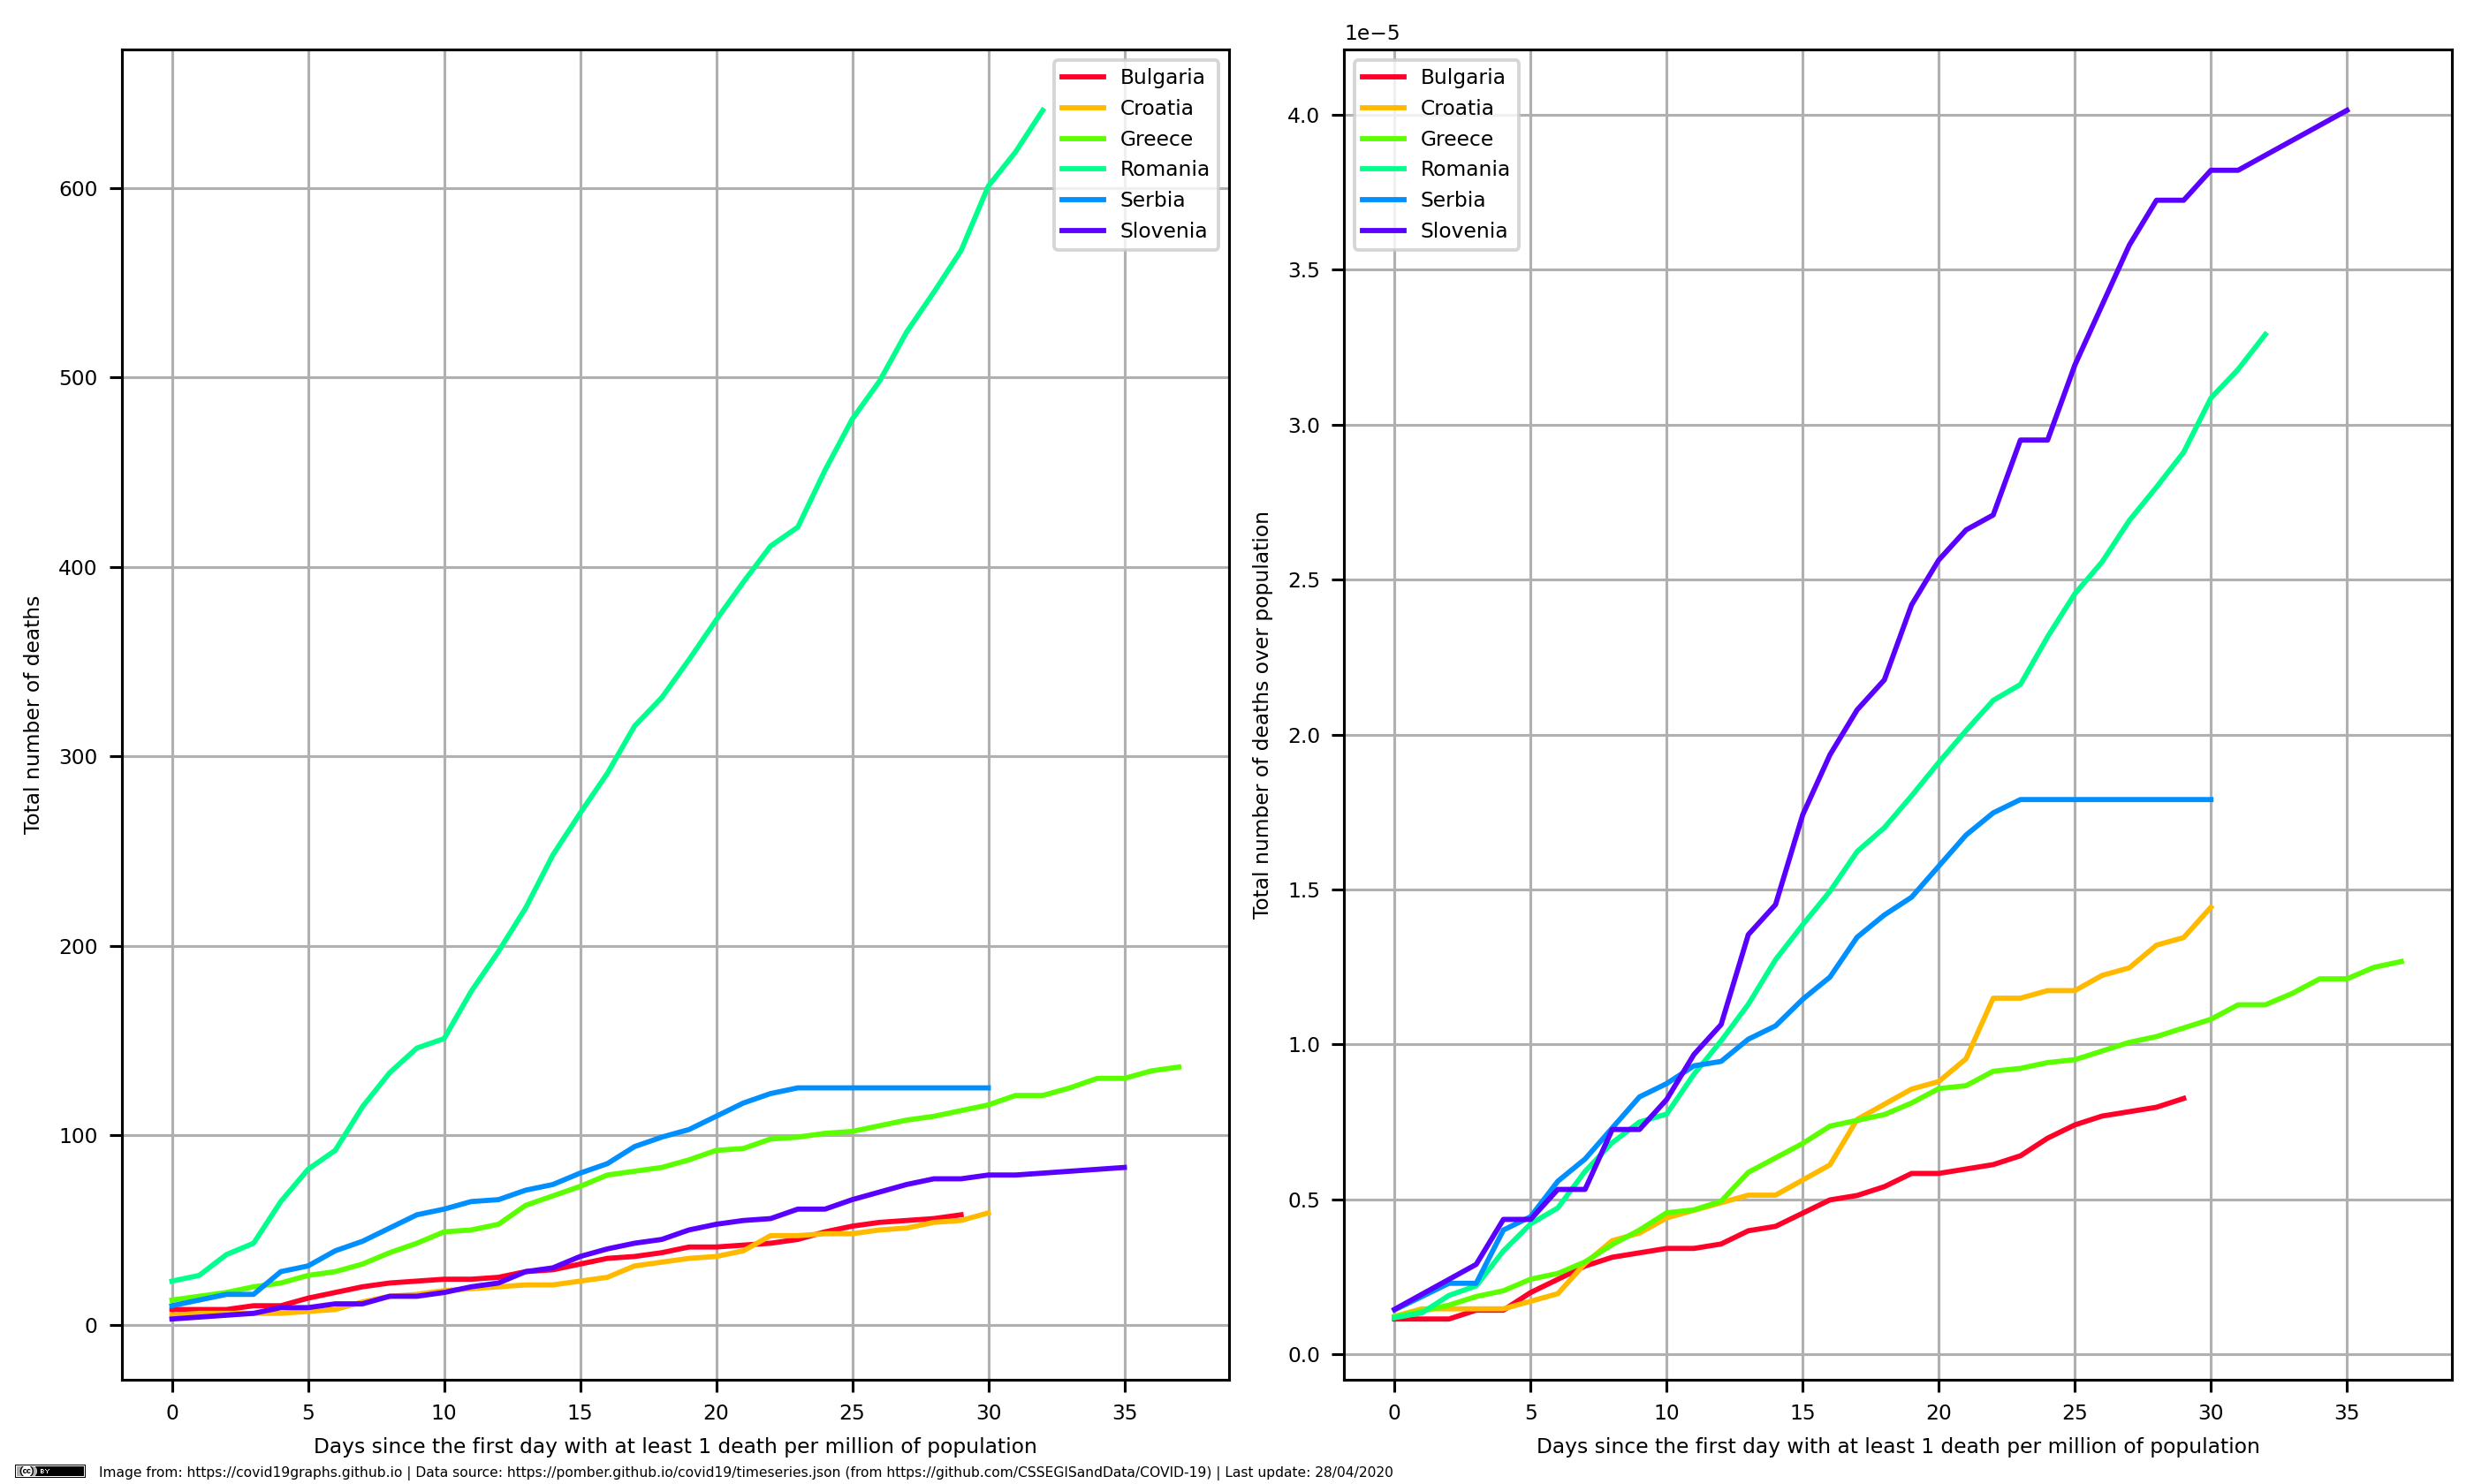 Total number of deaths
600
500
400
300
200
100
0
0 5 10 15 20 25 30 35
Days since the first day with at least 1 death per million of population
Bulgaria
Croatia
Greece
Romania
Serbia
Slovenia
1e−5
Total number of deaths over population
4.0
3.5
3.0
2.5
2.0
1.5
1.0
0.5
0.0
0 5 10 15 20 25 30 35
Days since the first day with at least 1 death per million of population
Bulgaria
Croatia
Greece
Romania
Serbia
Slovenia
(cc) BY Image from: https://covid19graphs.github.io | Data source: https://pomber.github.io/covid19/timeseries.json (from https://github.com/CSSEGISandData/COVID-19) | Last update: 28/04/2020